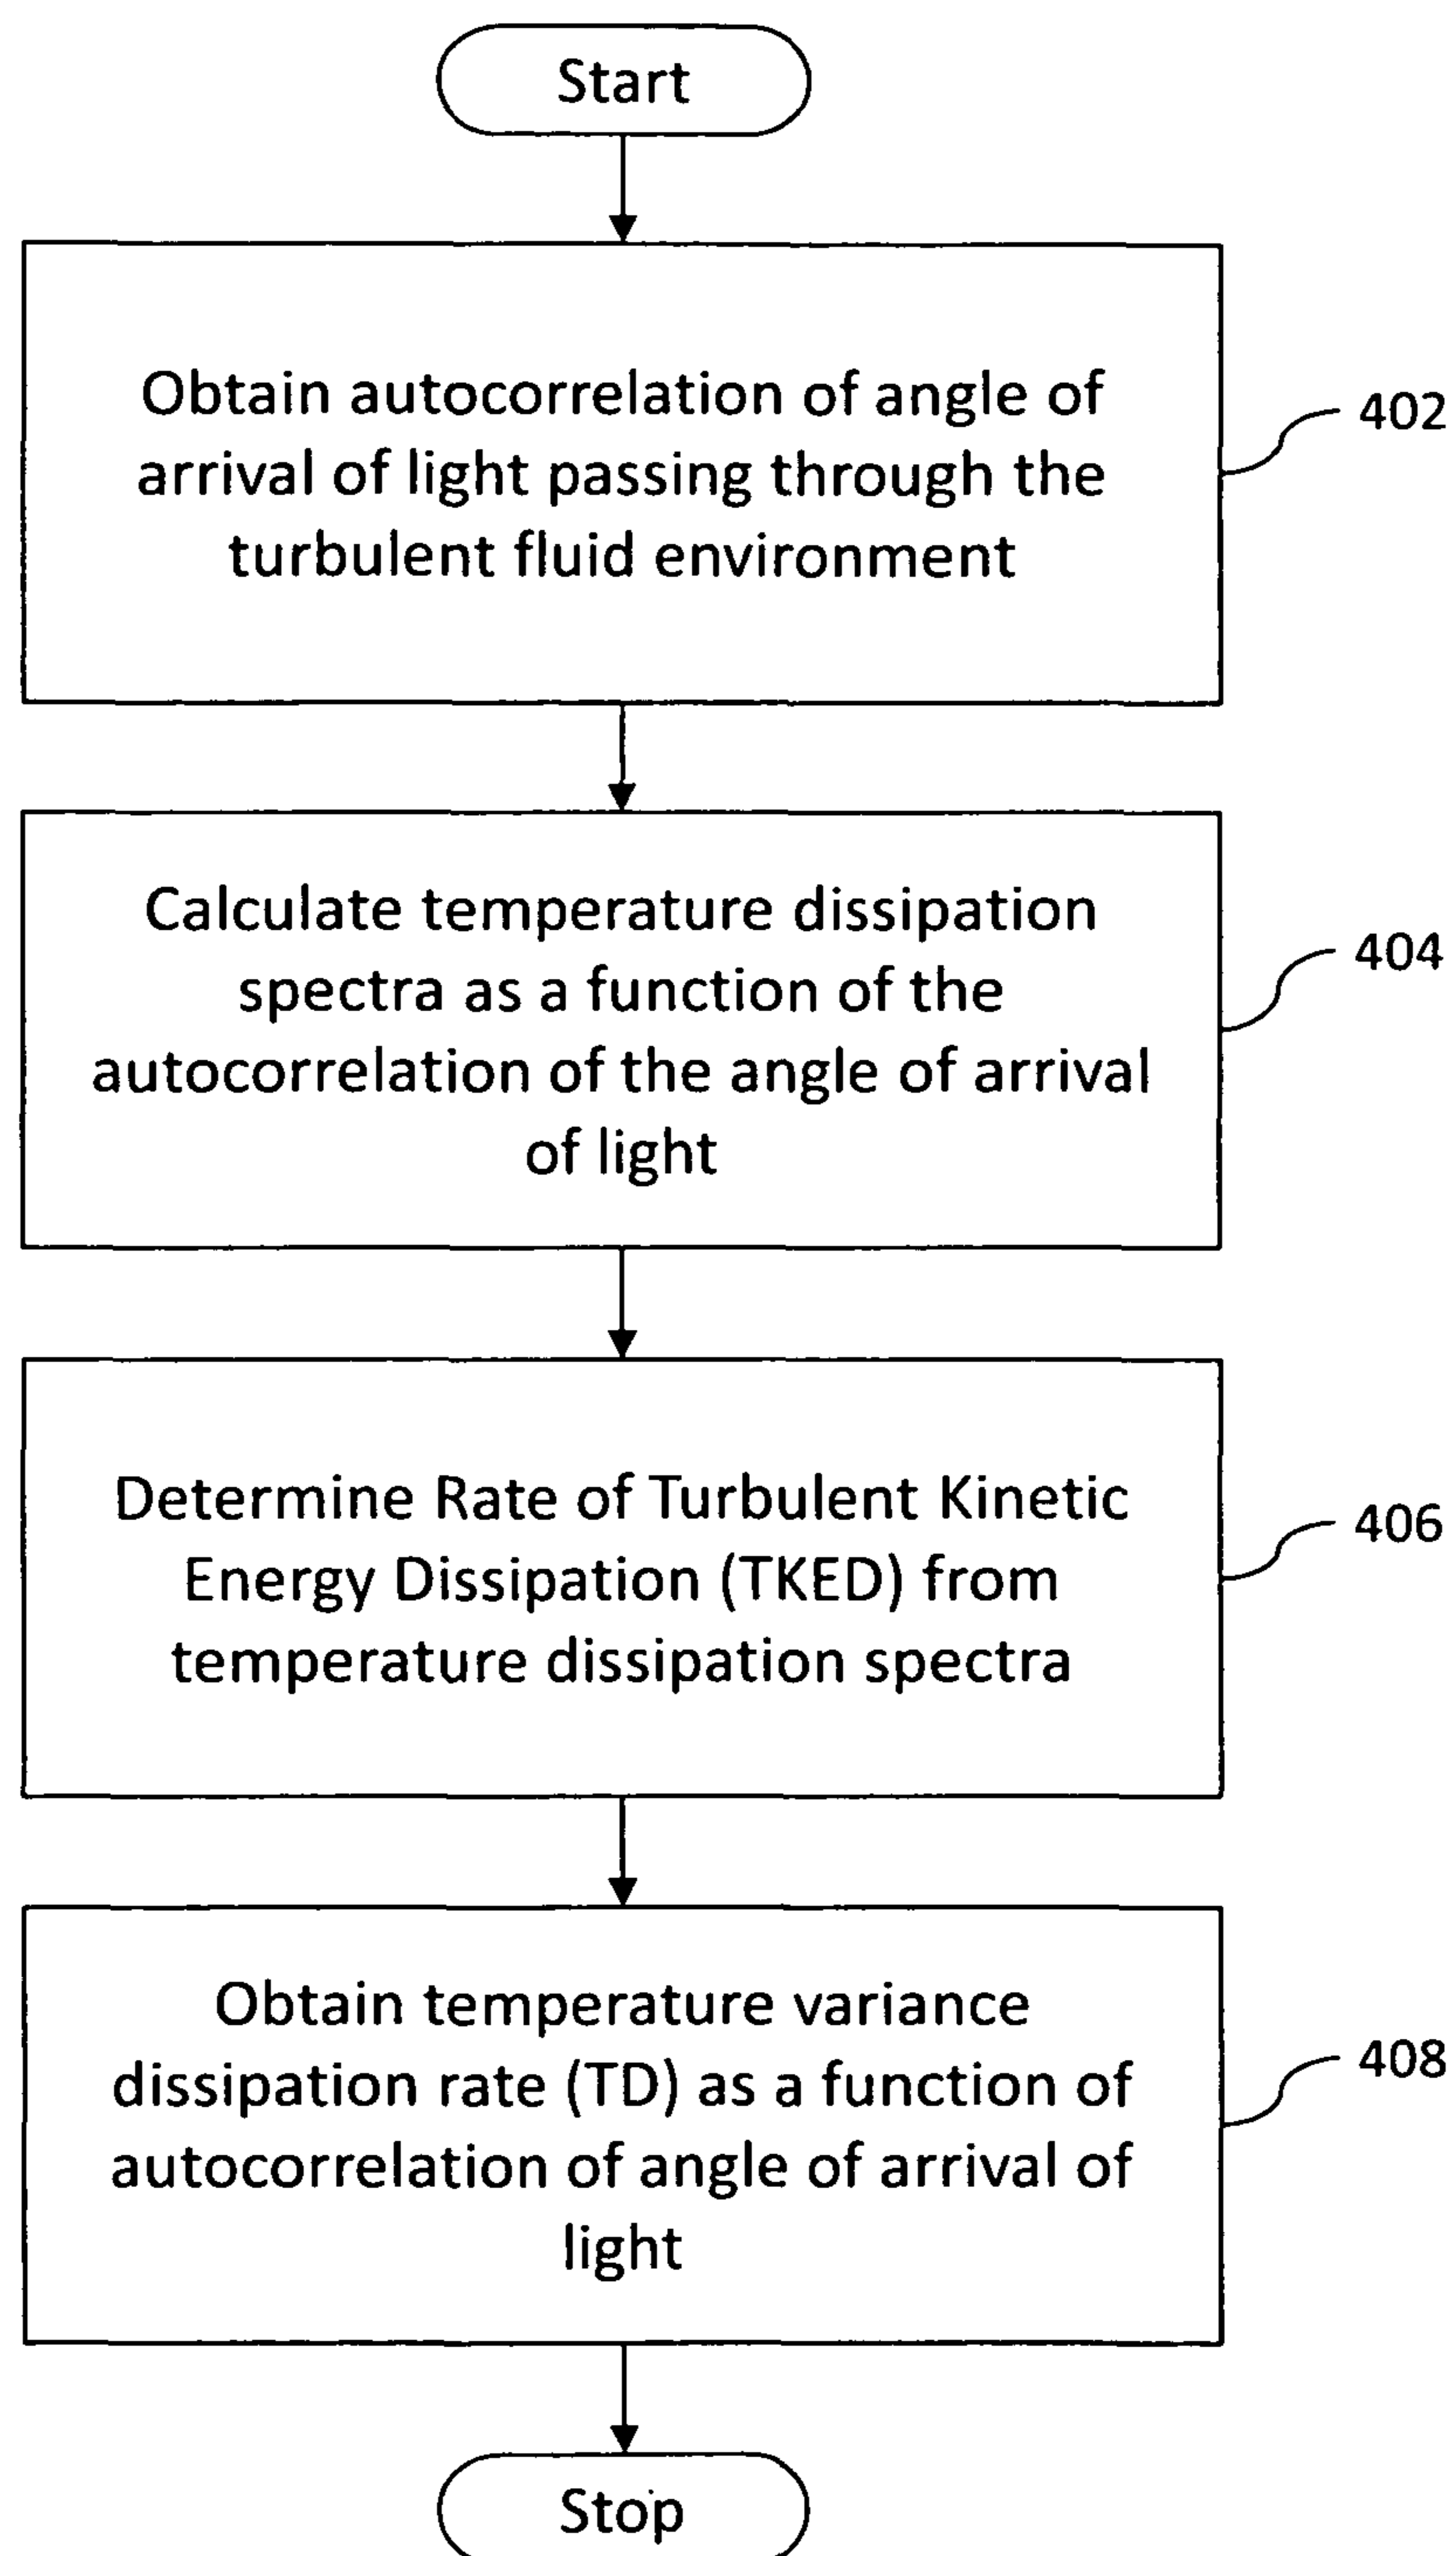 Start
Obtain autocorrelation of angle of
arrival of light passing through the
turbulent fluid environment
402
Calculate temperature dissipation
spectra as a function of the
autocorrelation of the angle of arrival
of light
404
Determine Rate of Turbulent Kinetic
Energy Dissipation (TKED) from
temperature dissipation spectra
406
Obtain temperature variance
dissipation rate (TD) as a function of
autocorrelation of angle of arrival of
light
408
Stop